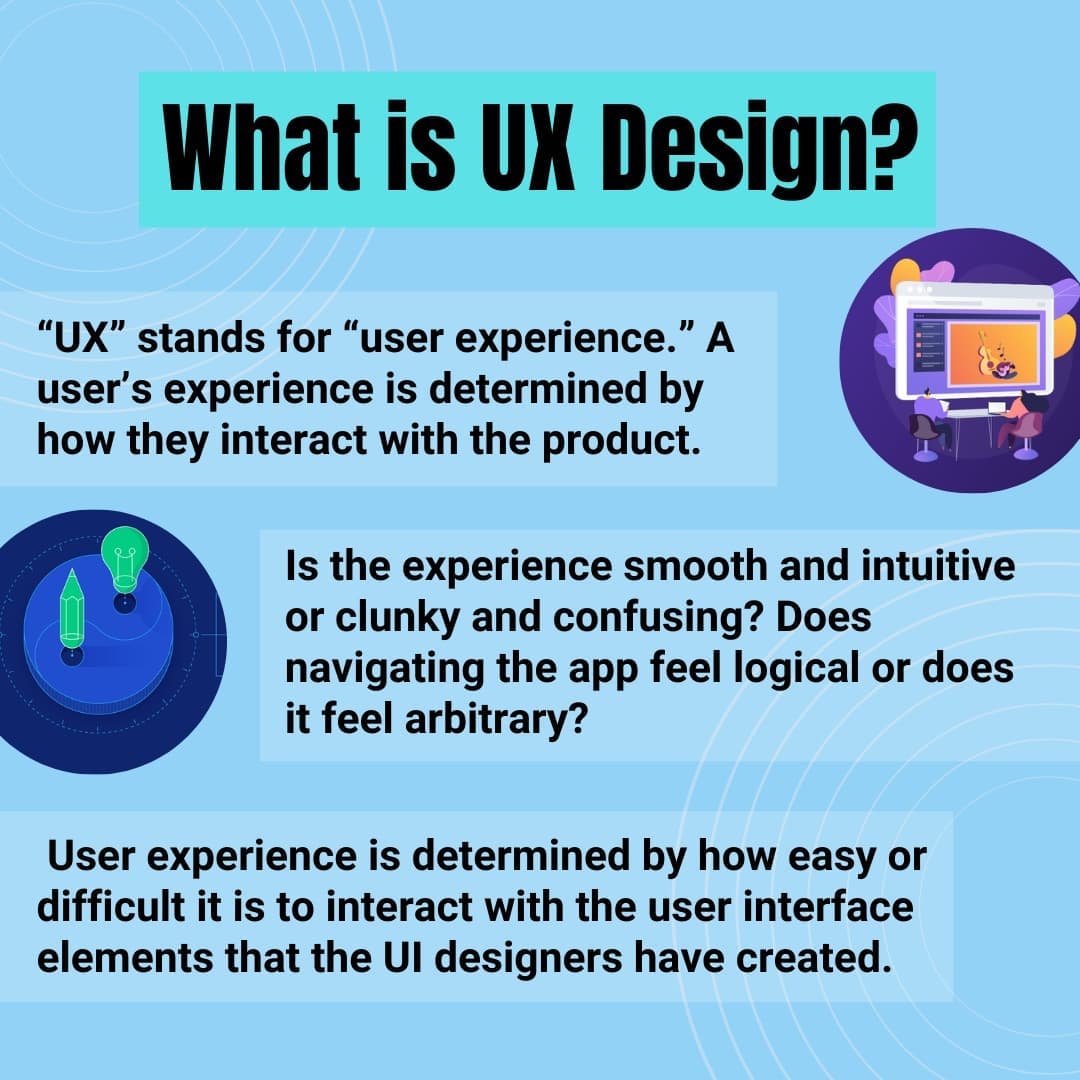 What is UX Design?
“UX” stands for “user experience.” A
user’s experience is determined by
how they interact with the product.
Is the experience smooth and intuitive
or clunky and confusing? Does
navigating the app feel logical or does
it feel arbitrary?
User experience is determined by how easy or
difficult it is to interact with the user interface
elements that the UI designers have created.